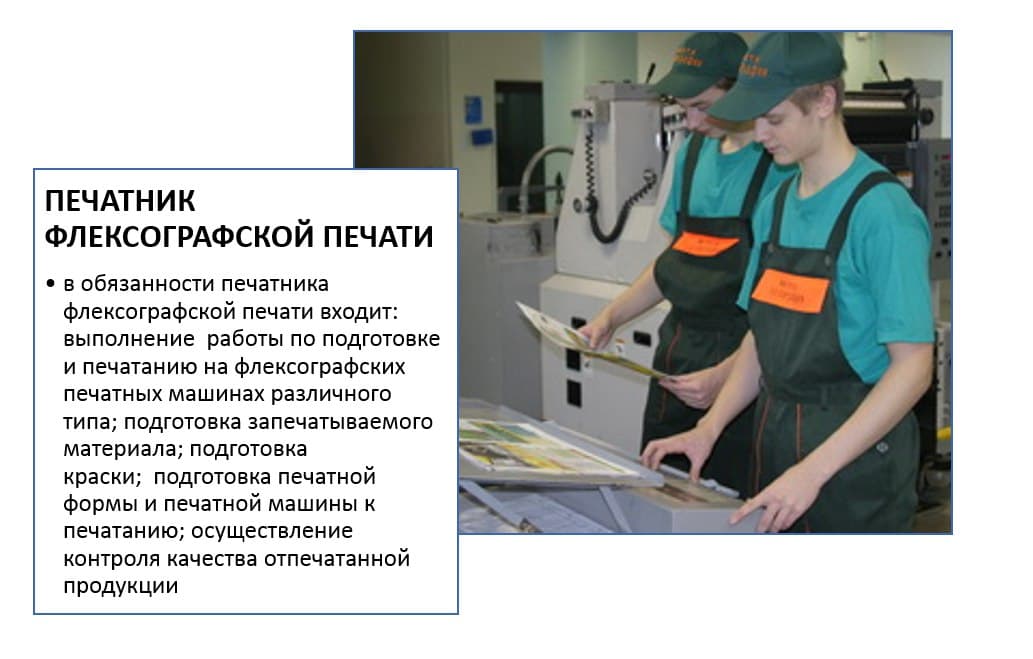 ПЕЧАТНИК
ФЛЕКСОГРАФСКОЙ ПЕЧАТИ
• в обязанности печатника
флексографской печати входит:
выполнение работы по подготовке
и печатанию на флексографских
печатных машинах различного
типа; подготовка запечатываемого
материала; подготовка
краски; подготовка печатной
формы и печатной машины к
печатанию; осуществление
контроля качества отпечатанной
продукции